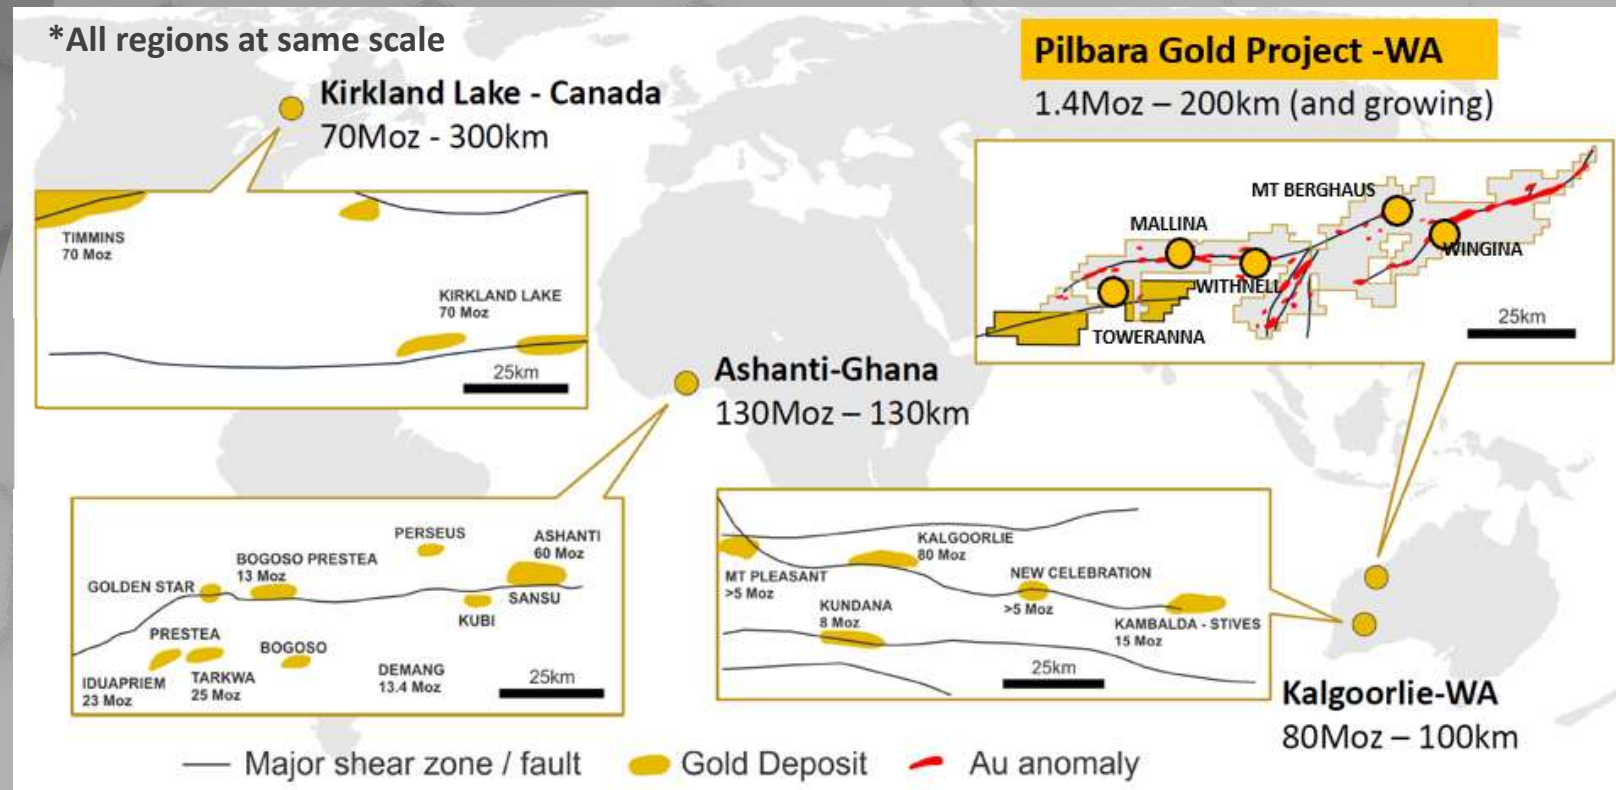 *All regions at same scale
Kirkland Lake - Canada
70Moz - 300km
TIMMINS
70 Moz
KIRKLAND LAKE
70 Moz
25km
Pilbara Gold Project -WA
1.4Moz – 200km (and growing)
MT BERGHAUS
MALLINA
WINGINA
WITHNELL
TOWERANNA
25km
Ashanti-Ghana
130Moz – 130km
PERSEUS
ASHANTI
60 Moz
BOGOSO PRESTEA
13 Moz
GOLDEN STAR
SANSU
KUBI
PRESTEA
BOGOSO
IDUAPRIEM
23 Moz
TARKWA
25 Moz
DEMANG
13.4 Moz
25km
KALGOORLIE
80 Moz
MT PLEASANT
>5 Moz
NEW CELEBRATION
>5 Moz
KUNDANA
8 Moz
KAMBALDA - STIVES
15 Moz
25km
Kalgoorlie-WA
80Moz – 100km
Major shear zone / fault
Gold Deposit
Au anomaly